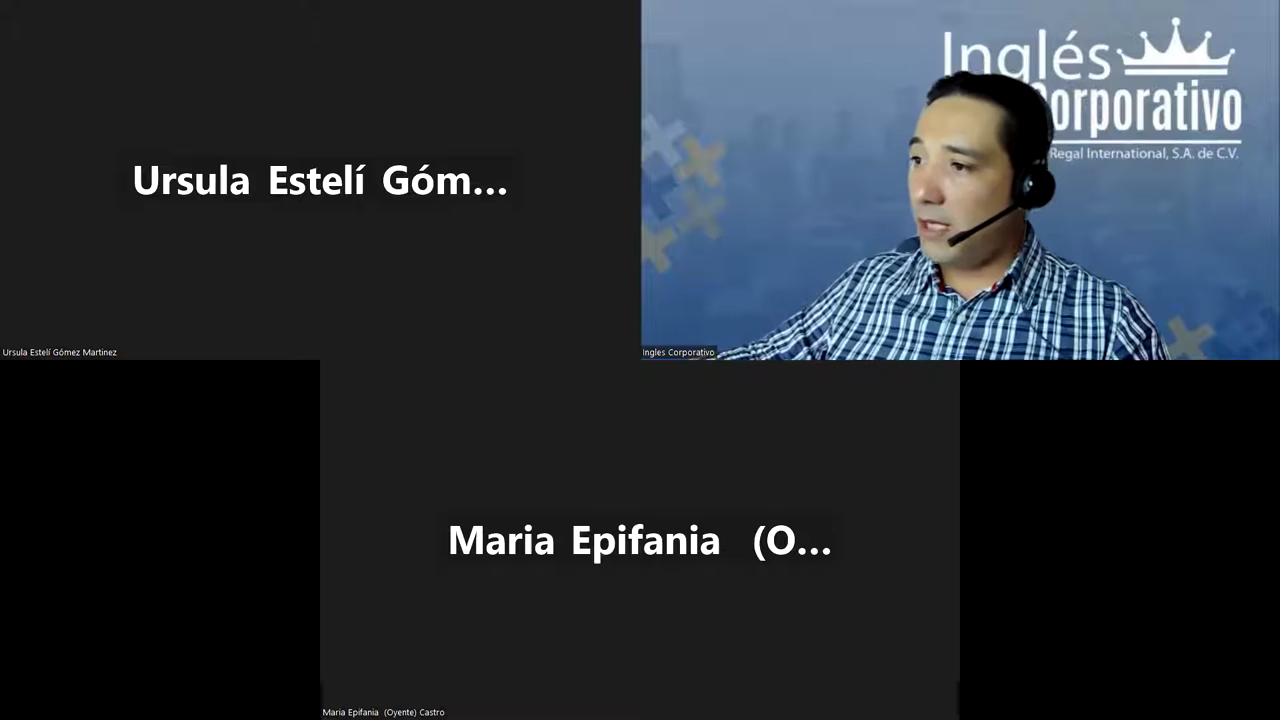 Ursula Estelí Góm...
Ursula Estelí Gómez Martinez
Inglés
Corporativo
Regal International, S.A. de C.V.
Ingles Corporativo
Maria Epifania (O...
Maria Epifania (Oyente) Castro